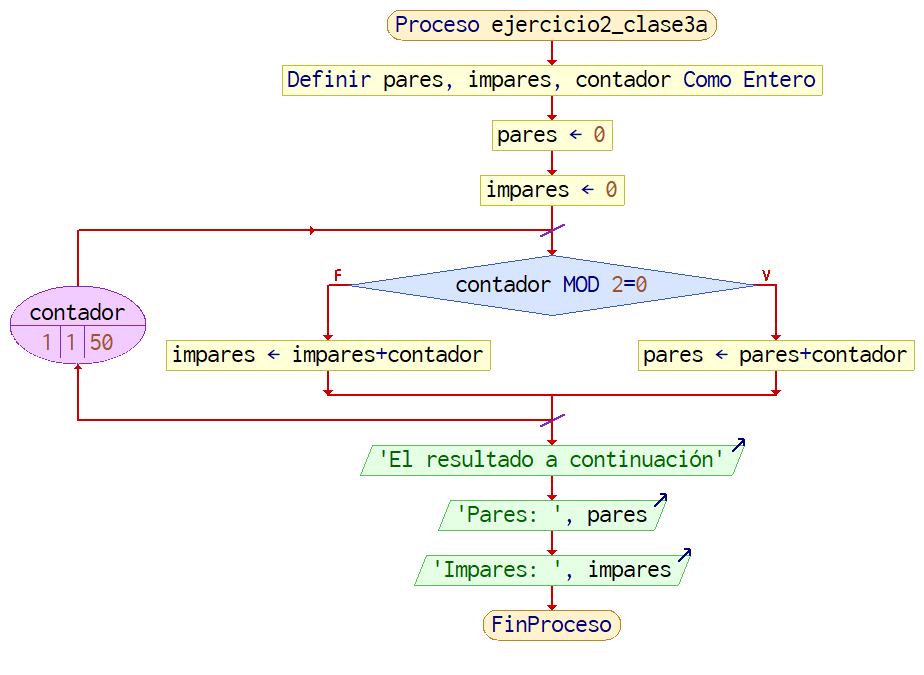 Proceso ejercicio2_clase3a
Definir pares, impares, contador Como Entero
pares ← 0
impares ← 0
F
contador MOD 2=0
V
contador
1 1 50
impares ← impares+contador
pares ← pares+contador
'El resultado a continuación'
'Pares: ', pares
'Impares: ', impares
FinProceso